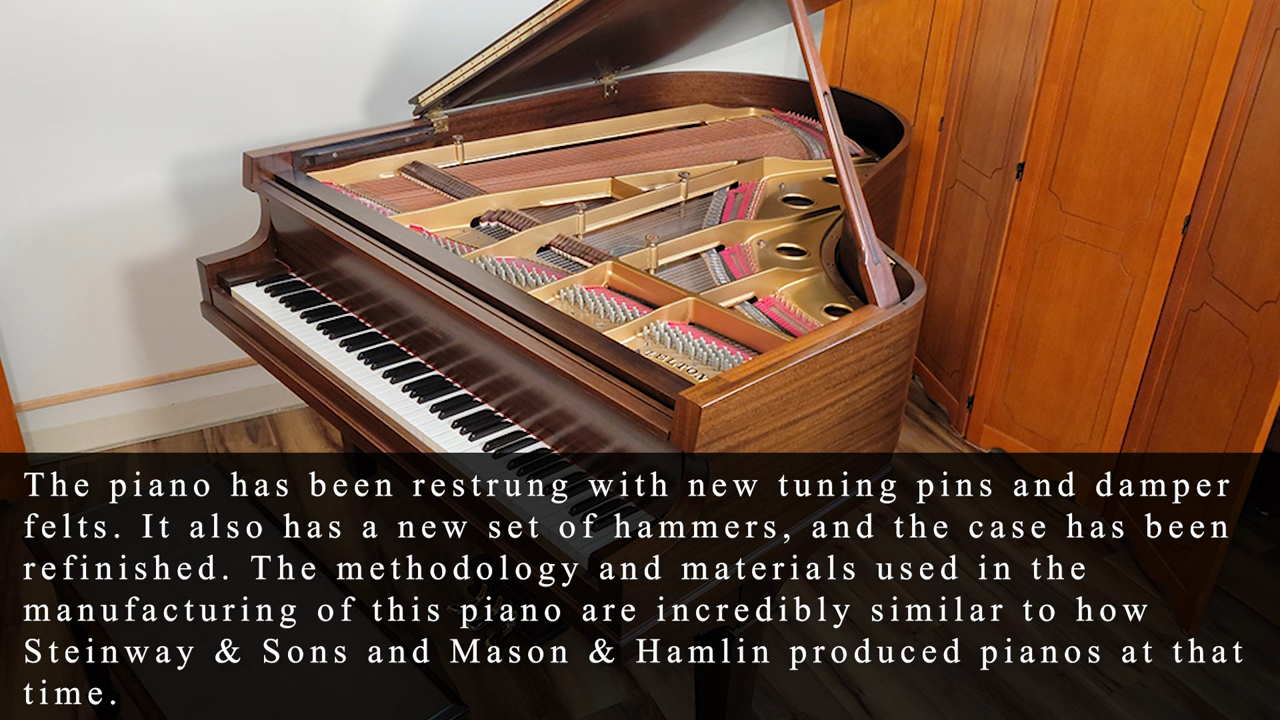 The piano has been restrung with new tuning pins and damper
felts. It also has a new set of hammers, and the case has been
refinished. The methodology and materials used in the
manufacturing of this piano are incredibly similar to how
Steinway & Sons and Mason & Hamlin produced pianos at that
time.